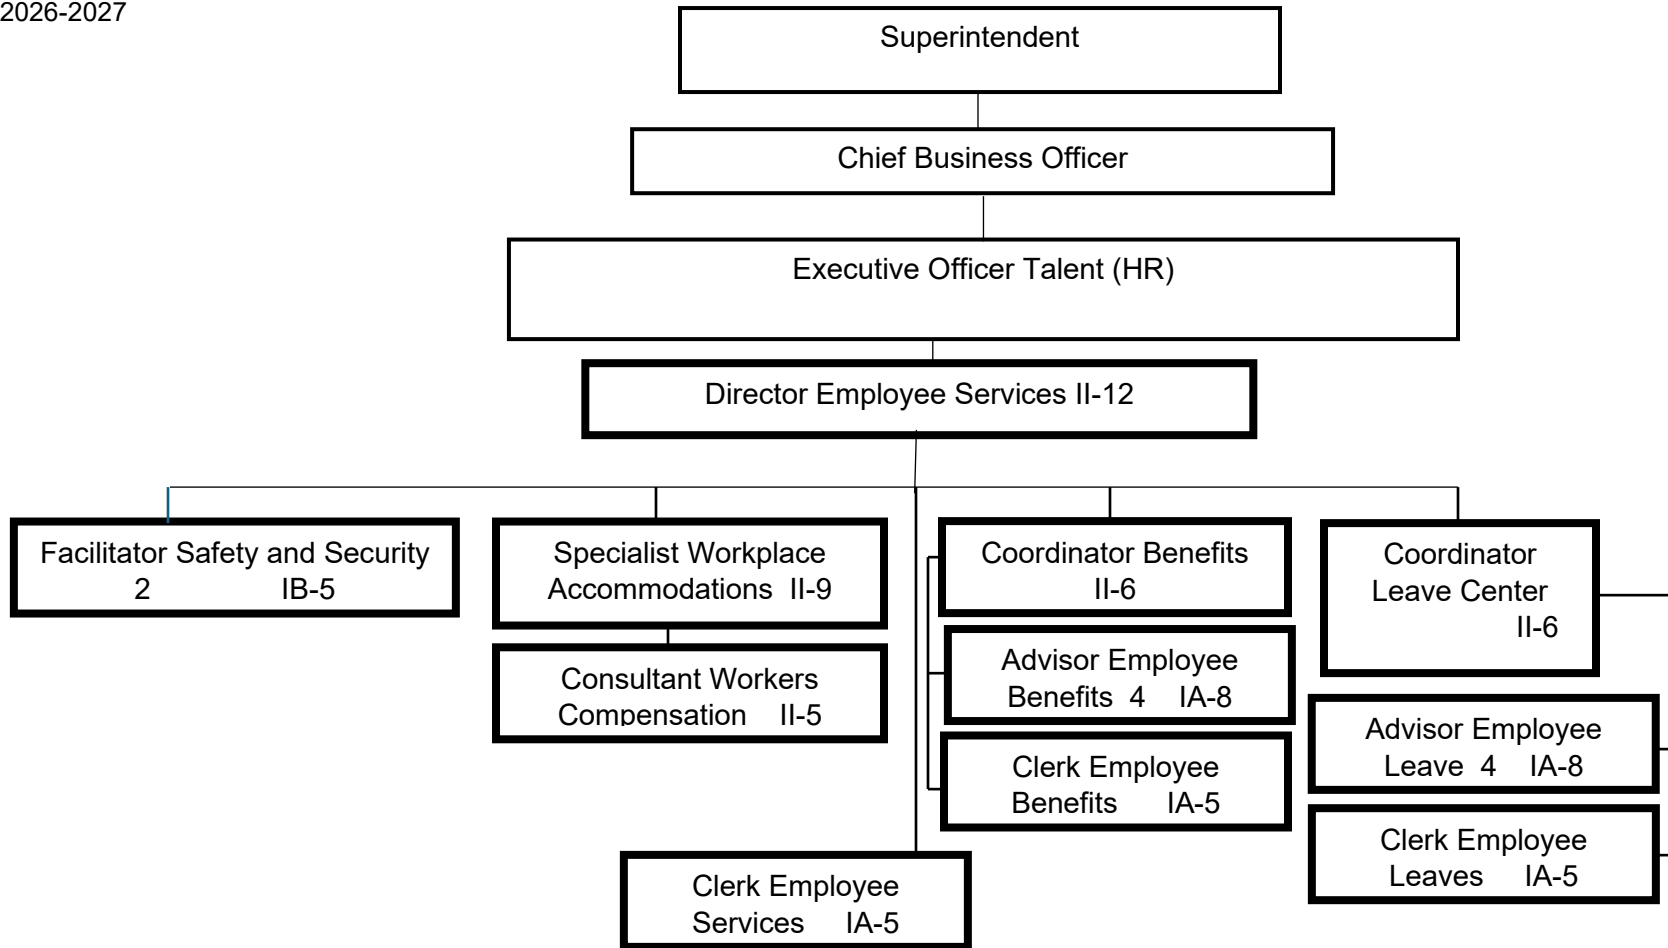 2026-2027
Superintendent
Chief Business Officer
Executive Officer Talent (HR)
Director Employee Services II-12
Facilitator Safety and Security
2 IB-5
Specialist Workplace
Accommodations II-9
Consultant Workers
Compensation II-5
Coordinator Benefits
II-6
Advisor Employee
Benefits 4 IA-8
Clerk Employee
Benefits IA-5
Coordinator
Leave Center
II-6
Advisor Employee
Leave 4 IA-8
Clerk Employee
Leaves IA-5
Clerk Employee
Services IA-5